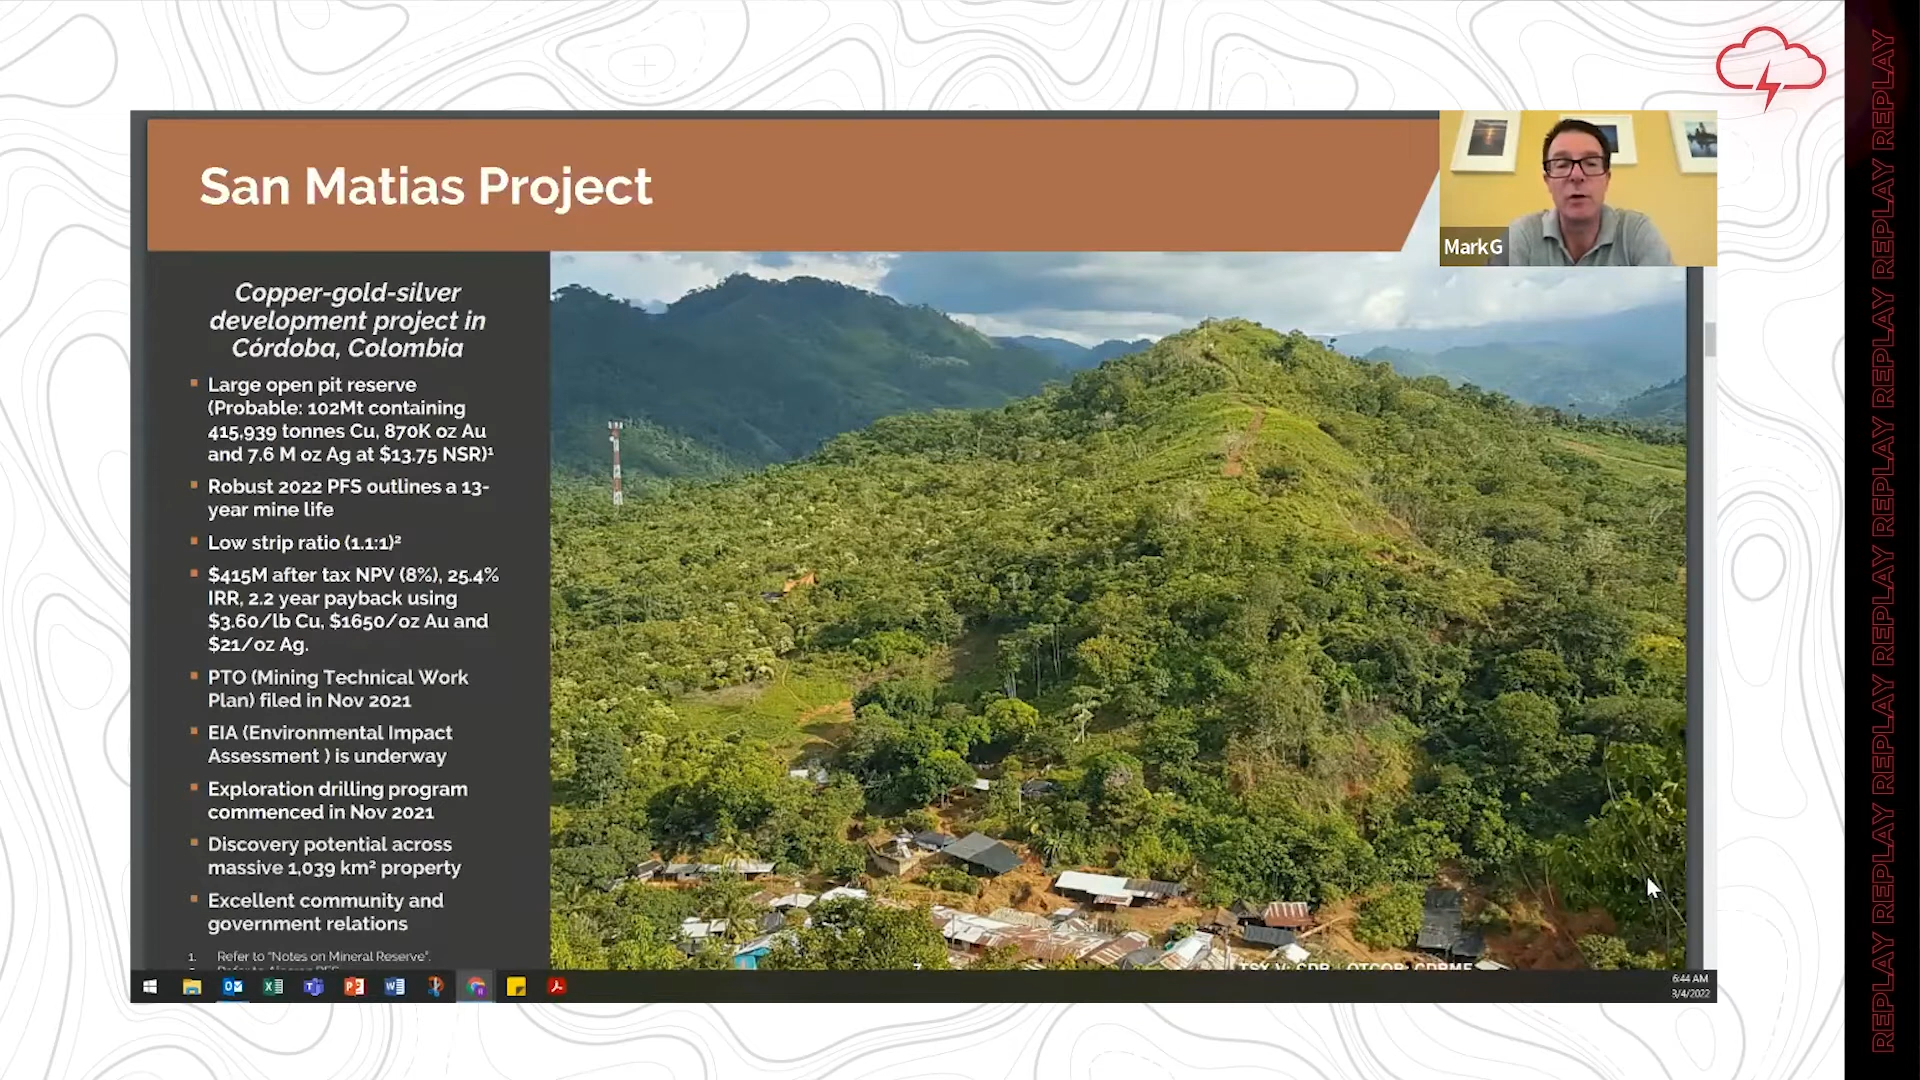 San Matias Project
MarkG
Copper-gold-silver
development project in
Córdoba, Colombia
▪ Large open pit reserve
(Probable: 102Mt containing
415,939 tonnes Cu, 870K oz Au
and 7.6 M oz Ag at $13.75 NSR)¹
▪ Robust 2022 PFS outlines a 13-
year mine life
▪ Low strip ratio (1.1:1)²
▪ $415M after tax NPV (8%), 25.4%
IRR, 2.2 year payback using
$3.60/lb Cu, $1650/oz Au and
$21/oz Ag.
▪ PTO (Mining Technical Work
Plan) filed in Nov 2021
▪ EIA (Environmental Impact
Assessment ) is underway
▪ Exploration drilling program
commenced in Nov 2021
▪ Discovery potential across
massive 1,039 km² property
▪ Excellent community and
government relations
1. Refer to "Notes on Mineral Reserve".
6:44 AM
3/4/2022
REPLAY REPLAY REPLAY REPLAY REPLAY REPLAY REPLAY REPLAY